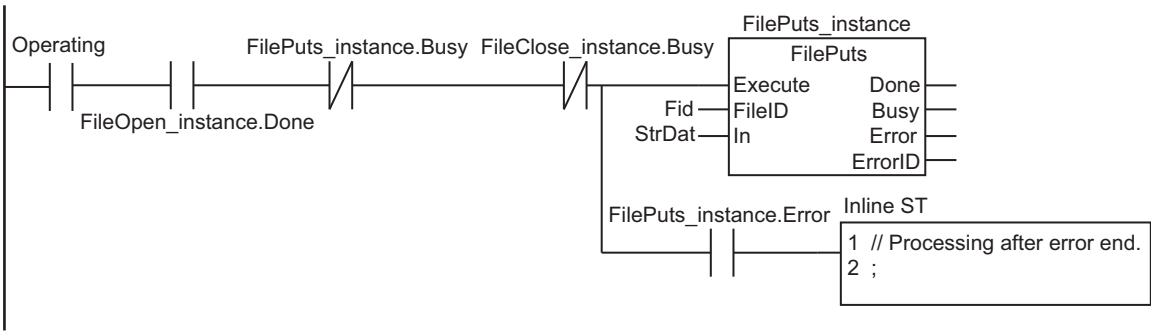 FilePuts_instance
Operating
FilePuts_instance.Busy
FileClose_instance.Busy
FilePuts
Execute
Done
FileOpen_instance.Done
Fid
FileID
Busy
StrDat
In
Error
ErrorID
FilePuts_instance.Error
Inline ST
1 // Processing after error end.
2 ;